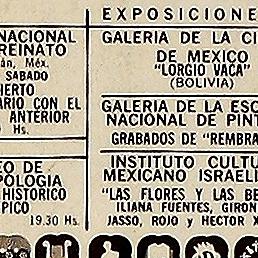 NACIONAL
REINATO
án, Méx.
SABADO
IERTO
ARIO CON EL
ANTERIOR
0 Hs.
EO DE
POLOGIA
HISTORICO
PICO
19.30 Hs.
EXPOSICIONE
GALERIA DE LA CI
DE MEXICO
"LORGIO VACA"
(BOLIVIA)
GALERIA DE LA ESC
NACIONAL DE PINT
GRABADOS DE "REMBRA
INSTITUTO CULTU
MEXICANO ISRAELI
"LAS FLORES Y LAS BE
ILIANA FUENTES, GIRON
JASSO, ROJO y HECTOR X